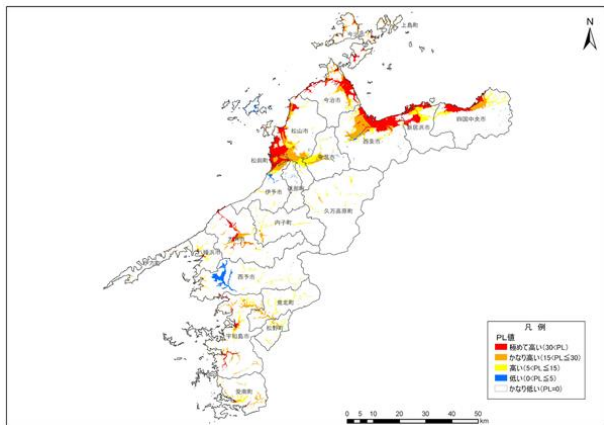 上島町
N
今治市
松山市
四国中央市
新居浜市
西条市
松前町
東温市
伊予市
砥部町
久万高原町
内子町
西予市
鬼北町
松野町
宇和島市
愛南町
凡 例
PL値
極めて高い(30<PL)
かなり高い(15<PL≦30)
高い(5<PL≦15)
低い(0<PL≦5)
かなり低い(PL=0)
0 5 10 20 30 40 50
km